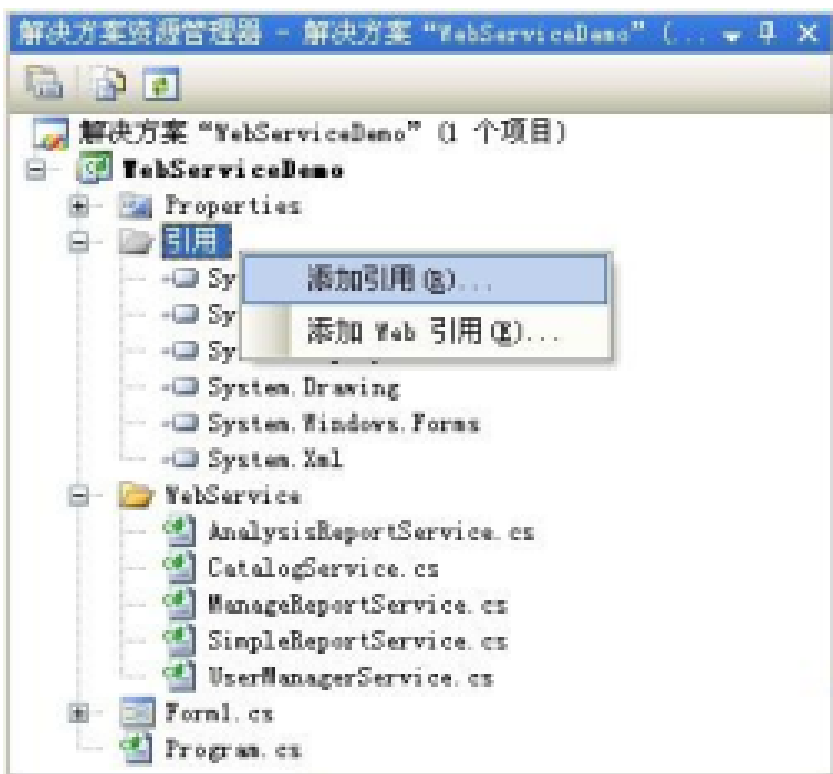 解决方案资源管理器 - 解决方案 “WebServiceDemo” (...
解决方案 “WebServiceDemo” (1 个项目)
WebServiceDemo
Properties
引用
Sy
添加引用(R)...
Sy
添加 Web 引用(E)...
Sy
System.Drawing
System.Windows.Forms
System.Xml
WebService
AnalysisReportService.cs
CatalogService.cs
ManageReportService.cs
SimpleReportService.cs
UserManagerService.cs
Form1.cs
Program.cs